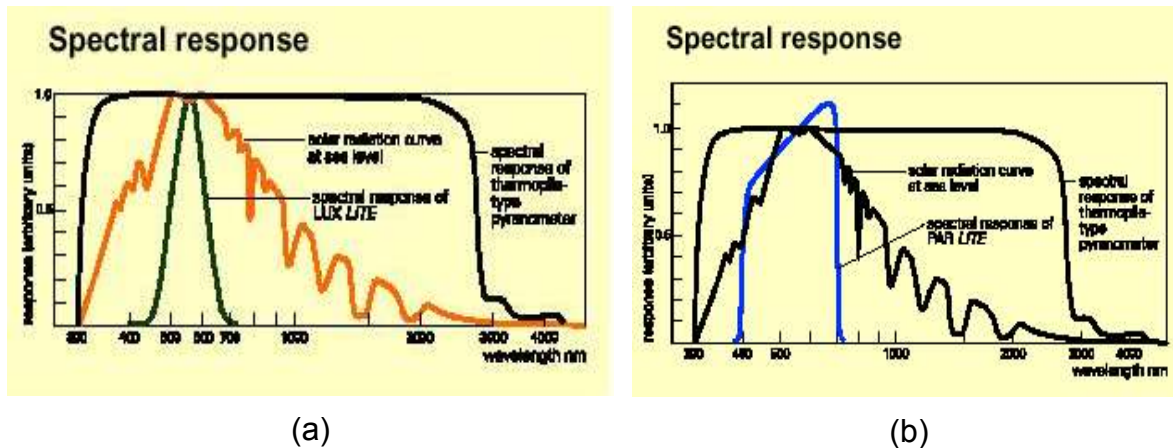 Spectral response
1.0
0.5
response (arbitrary units)
solar radiation curve
at sea level
spectral response of
LUX LITE
spectral
response of
thermopile-
type
pyranometer
300 400 500 600 700 1000 2000 3000 4000
wavelength nm
(a)
Spectral response
1.0
0.5
response (arbitrary units)
solar radiation curve
at sea level
spectral response of
PAR LITE
spectral
response of
thermopile-
type
pyranometer
300 400 500 1000 2000 3000 4000
wavelength nm
(b)